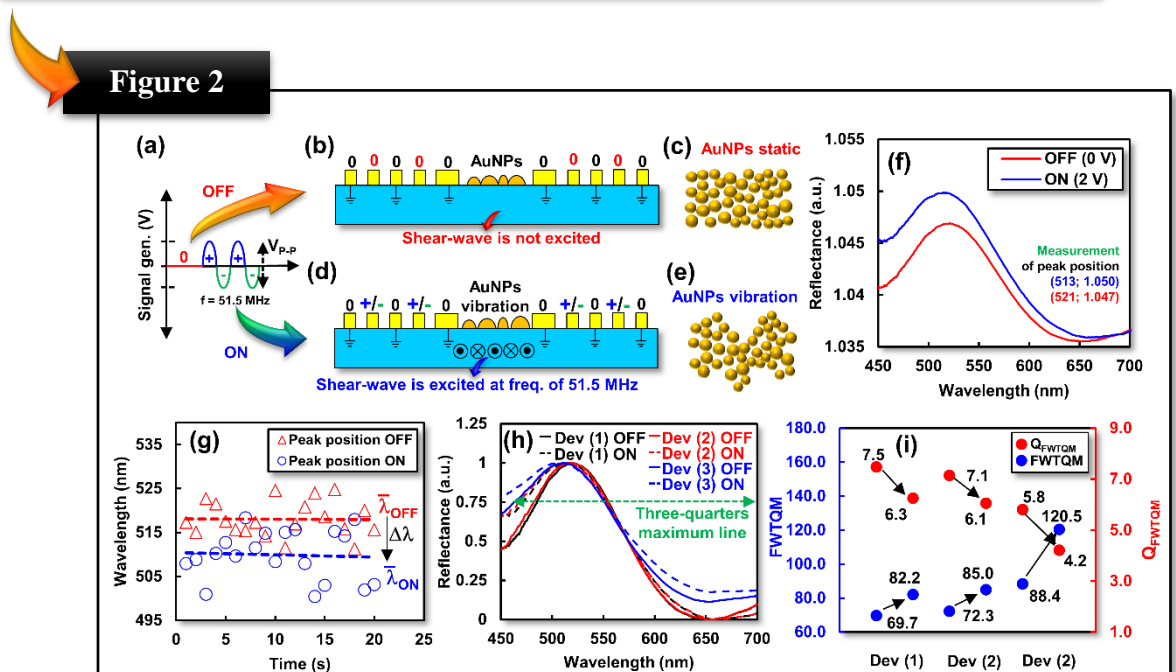 Figure 2
(a)
Signal gen. (V)
OFF
0
+ +
- -
V_P-P
f = 51.5 MHz
ON
(b)
0 0 0 0 0 AuNPs 0 0 0 0 0
Shear-wave is not excited
(c) AuNPs static
(d)
AuNPs
0 +/- 0 +/- 0 vibration 0 +/- 0 +/- 0
Shear-wave is excited at freq. of 51.5 MHz
(e) AuNPs vibration
(f)
Reflectance (a.u.)
1.055
1.05
1.045
1.04
1.035
OFF (0 V)
ON (2 V)
Measurement
of peak position
(513; 1.050)
(521; 1.047)
450 500 550 600 650 700
Wavelength (nm)
(g)
Wavelength (nm)
535
525
515
505
495
Peak position OFF
Peak position ON
λ̅_OFF
Δλ
λ̅_ON
0 5 10 15 20 25
Time (s)
(h)
Reflectance (a.u.)
1.25
1
0.75
0.5
0.25
0
Dev (1) OFF
Dev (1) ON
Dev (2) OFF
Dev (2) ON
Dev (3) OFF
Dev (3) ON
Three-quarters
maximum line
450 500 550 600 650 700
Wavelength (nm)
(i)
FWTQM
180.0
160.0
140.0
120.0
100.0
80.0
60.0
Q_FWTQM
FWTQM
7.5
6.3
7.1
6.1
5.8
4.2
82.2
69.7
85.0
72.3
120.5
88.4
9.0
7.0
5.0
3.0
1.0
Q_FWTQM
Dev (1) Dev (2) Dev (2)